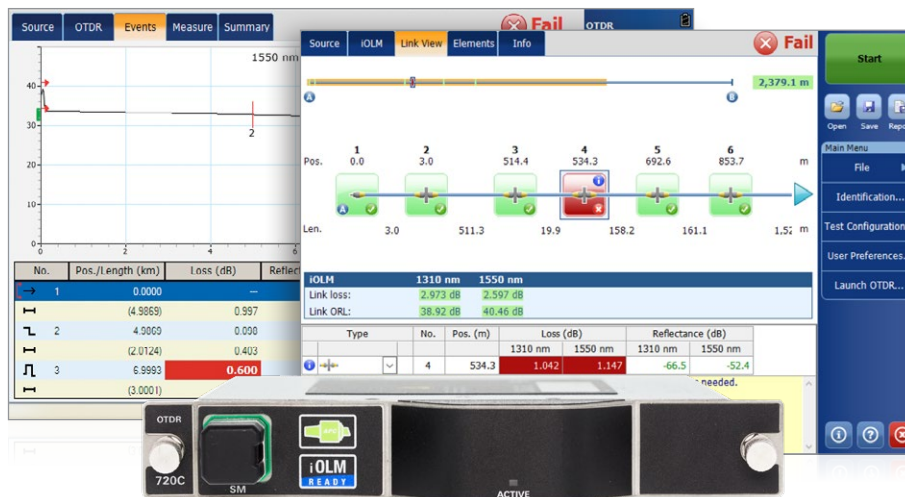 Source OTDR Events Measure Summary Fail OTDR
1550 nm
40
30
20
10
0
0 2 4 6
2
No. Pos./Length (km) Loss (dB)
1 0.0000 ---
(4.9869) 0.997
2 4.9869 0.090
(2.0124) 0.403
3 6.9993 0.600
(3.0001)
Source iOLM Link View Elements Info Fail
2,379.1 m
A B
1 2 3 4 5 6
Pos. 0.0 3.0 514.4 534.3 692.6 853.7 m
A
Len. 3.0 511.3 19.9 158.2 161.1 m
iOLM 1310 nm 1550 nm
Link loss: 2.973 dB 2.597 dB
Link ORL: 38.92 dB 40.46 dB
Type No. Pos. (m) Loss (dB) Reflectance (dB)
1310 nm 1550 nm 1310 nm 1550 nm
4 534.3 1.042 1.147 -66.5 -52.4
needed.
Start
Open Save
Main Menu
File
Identification...
Test Configuration
User Preferences.
Launch OTDR...
OTDR
720C
SM
APC
iOLM
READY
ACTIVE